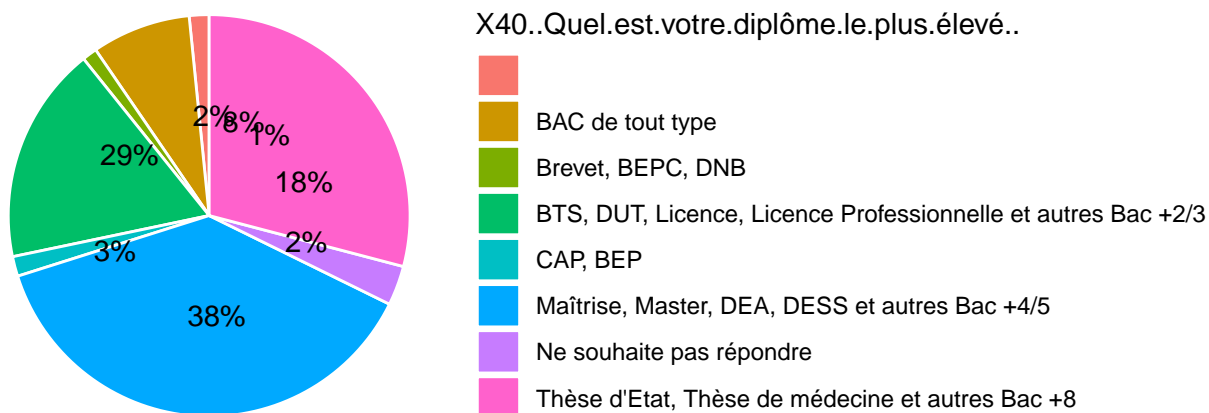 X40..Quel.est.votre.diplôme.le.plus.élevé..
BAC de tout type
Brevet, BEPC, DNB
BTS, DUT, Licence, Licence Professionnelle et autres Bac +2/3
CAP, BEP
Maîtrise, Master, DEA, DESS et autres Bac +4/5
Ne souhaite pas répondre
Thèse d'Etat, Thèse de médecine et autres Bac +8
2%
8%
1%
29%
18%
3%
2%
38%